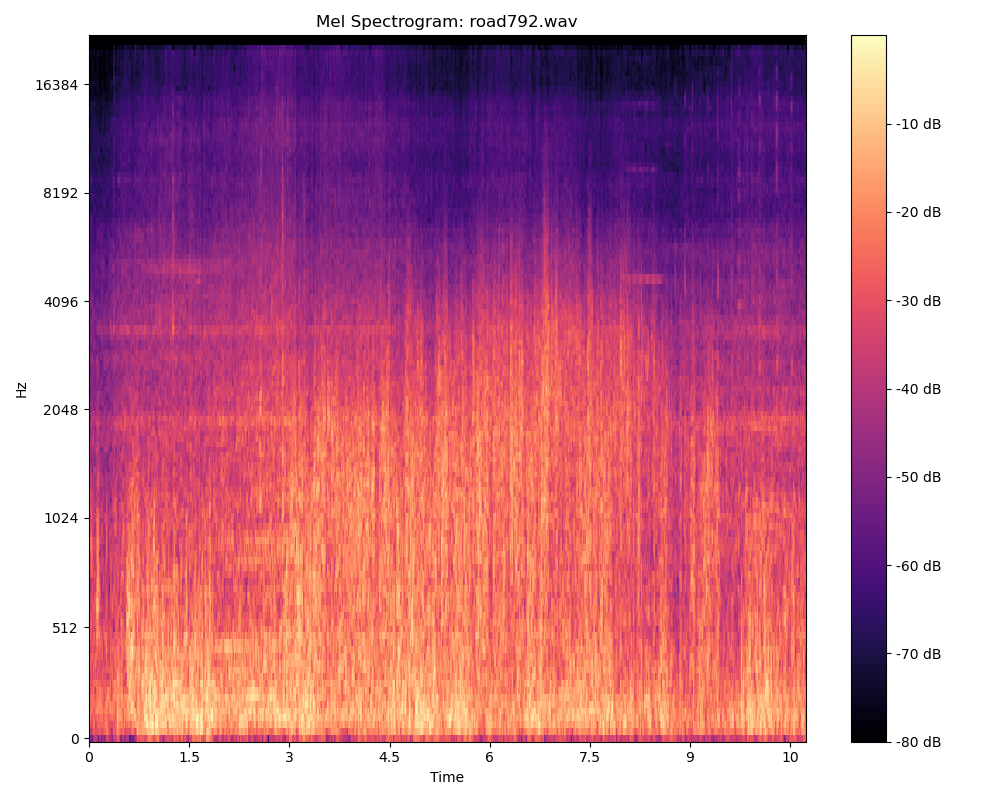 Mel Spectrogram: road792.wav
16384
8192
4096
2048
1024
512
0
Hz
0
1.5
3
4.5
6
7.5
9
10
Time
-10 dB
-20 dB
-30 dB
-40 dB
-50 dB
-60 dB
-70 dB
-80 dB